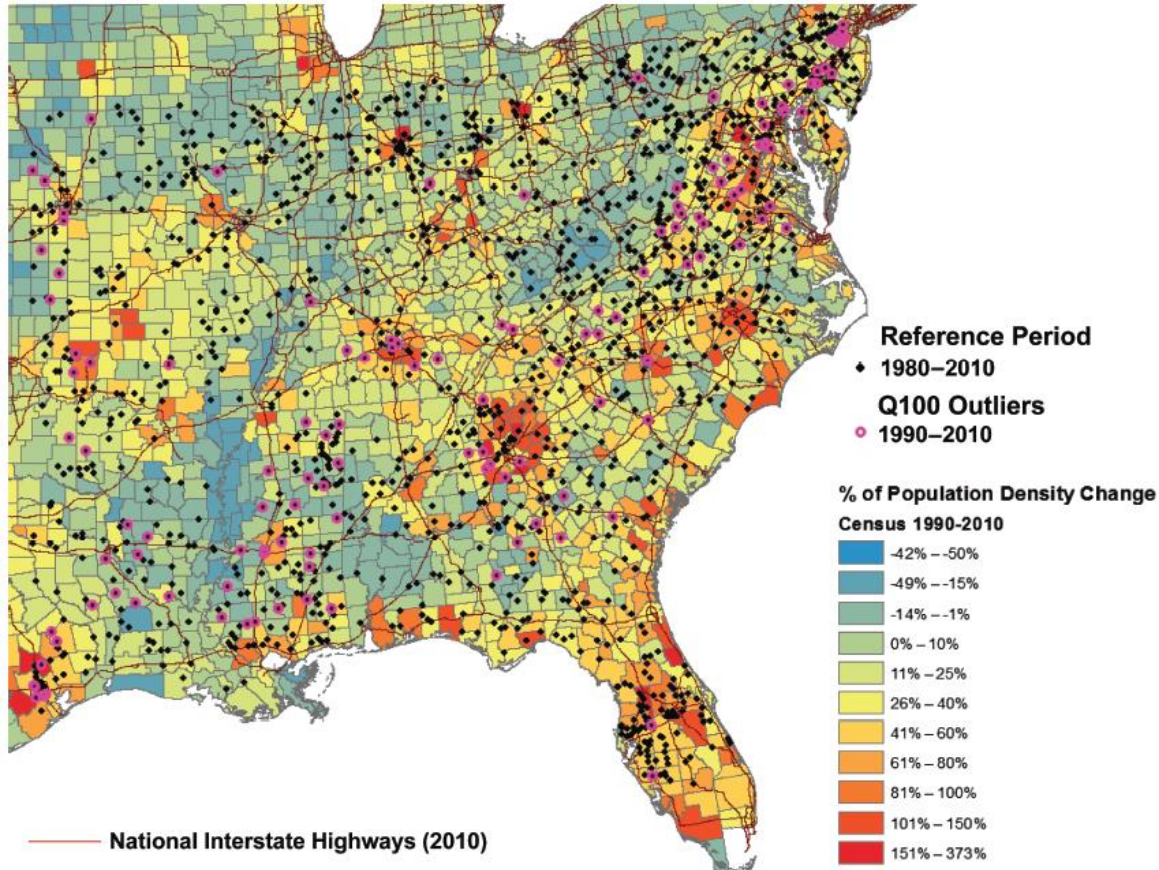 Reference Period
1980–2010
Q100 Outliers
1990–2010
% of Population Density Change
Census 1990-2010
-42% – -50%
-49% – -15%
-14% – -1%
0% – 10%
11% – 25%
26% – 40%
41% – 60%
61% – 80%
81% – 100%
101% – 150%
151% – 373%
National Interstate Highways (2010)